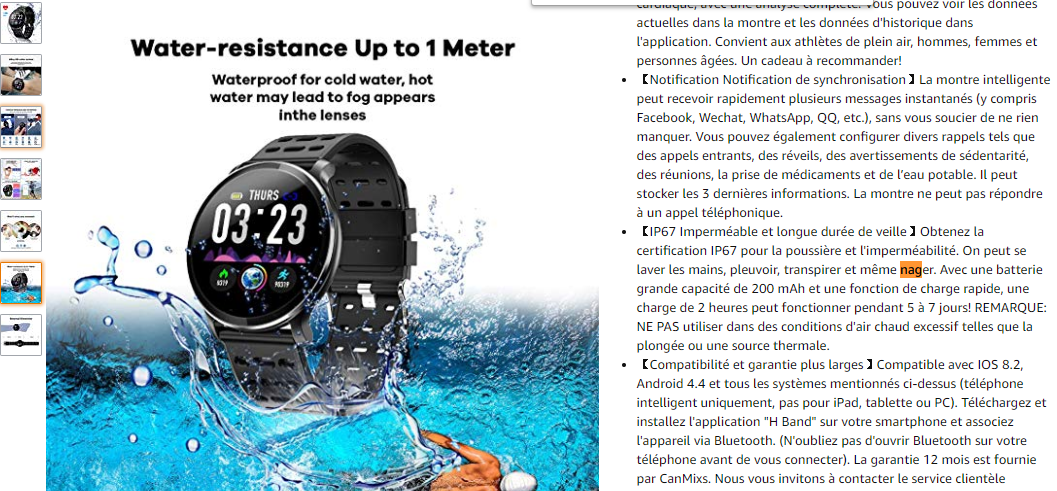 Water-resistance Up to 1 Meter
Waterproof for cold water, hot
water may lead to fog appears
inthe lenses
THURS
03:23
9319
0319
cardiaque, avec une analyse complète. Vous pouvez voir les données
actuelles dans la montre et les données d'historique dans
l'application. Convient aux athlètes de plein air, hommes, femmes et
personnes âgées. Un cadeau à recommander!
【Notification Notification de synchronisation】La montre intelligente
peut recevoir rapidement plusieurs messages instantanés (y compris
Facebook, Wechat, WhatsApp, QQ, etc.), sans vous soucier de ne rien
manquer. Vous pouvez également configurer divers rappels tels que
des appels entrants, des réveils, des avertissements de sédentarité,
des réunions, la prise de médicaments et de l'eau potable. Il peut
stocker les 3 dernières informations. La montre ne peut pas répondre
à un appel téléphonique.
【IP67 Imperméable et longue durée de veille】Obtenez la
certification IP67 pour la poussière et l'imperméabilité. On peut se
laver les mains, pleuvoir, transpirer et même nager. Avec une batterie
grande capacité de 200 mAh et une fonction de charge rapide, une
charge de 2 heures peut fonctionner pendant 5 à 7 jours! REMARQUE:
NE PAS utiliser dans des conditions d'air chaud excessif telles que la
plongée ou une source thermale.
【Compatibilité et garantie plus larges】Compatible avec IOS 8.2,
Android 4.4 et tous les systèmes mentionnés ci-dessus (téléphone
intelligent uniquement, pas pour iPad, tablette ou PC). Téléchargez et
installez l'application "H Band" sur votre smartphone et associez
l'appareil via Bluetooth. (N'oubliez pas d'ouvrir Bluetooth sur votre
téléphone avant de vous connecter). La garantie 12 mois est fournie
par CanMixs. Nous vous invitons à contacter le service clientèle